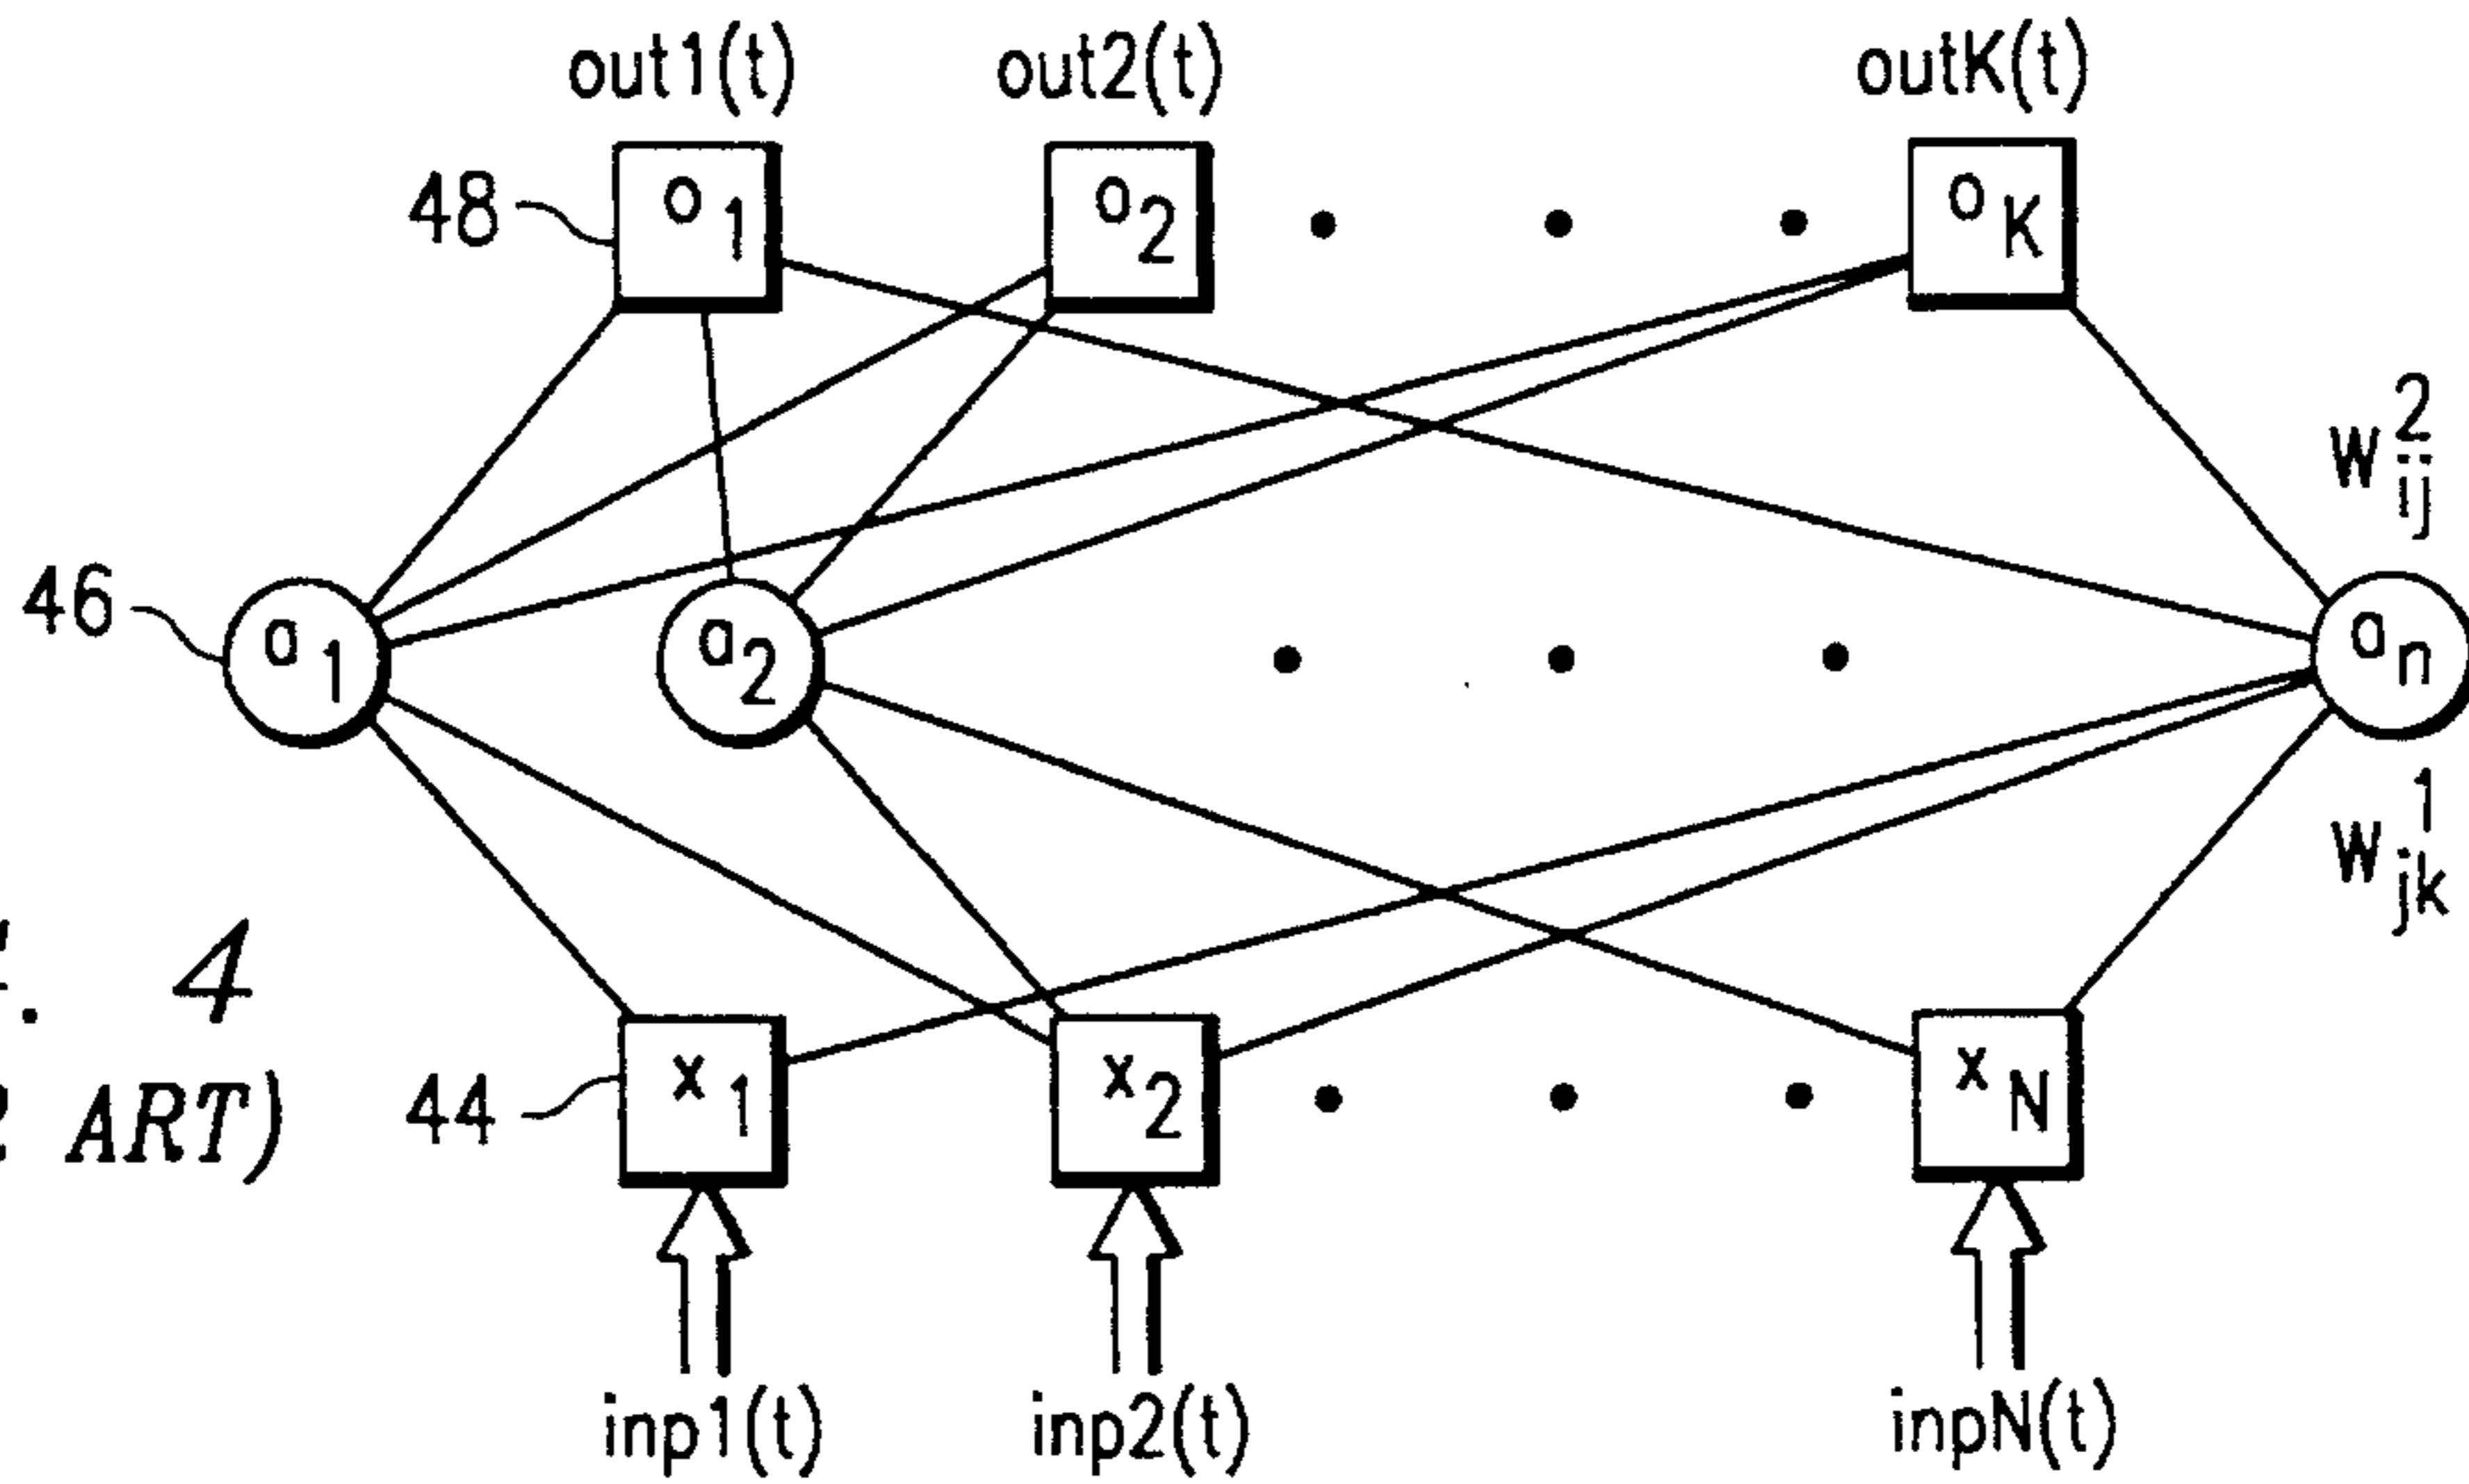 out1(t) out2(t) outK(t)
48 o1 o2 oK
w2ij
46 a1 a2 an
w1jk
. 4
ART)
44 x1 x2 xN
inp1(t) inp2(t) inpN(t)